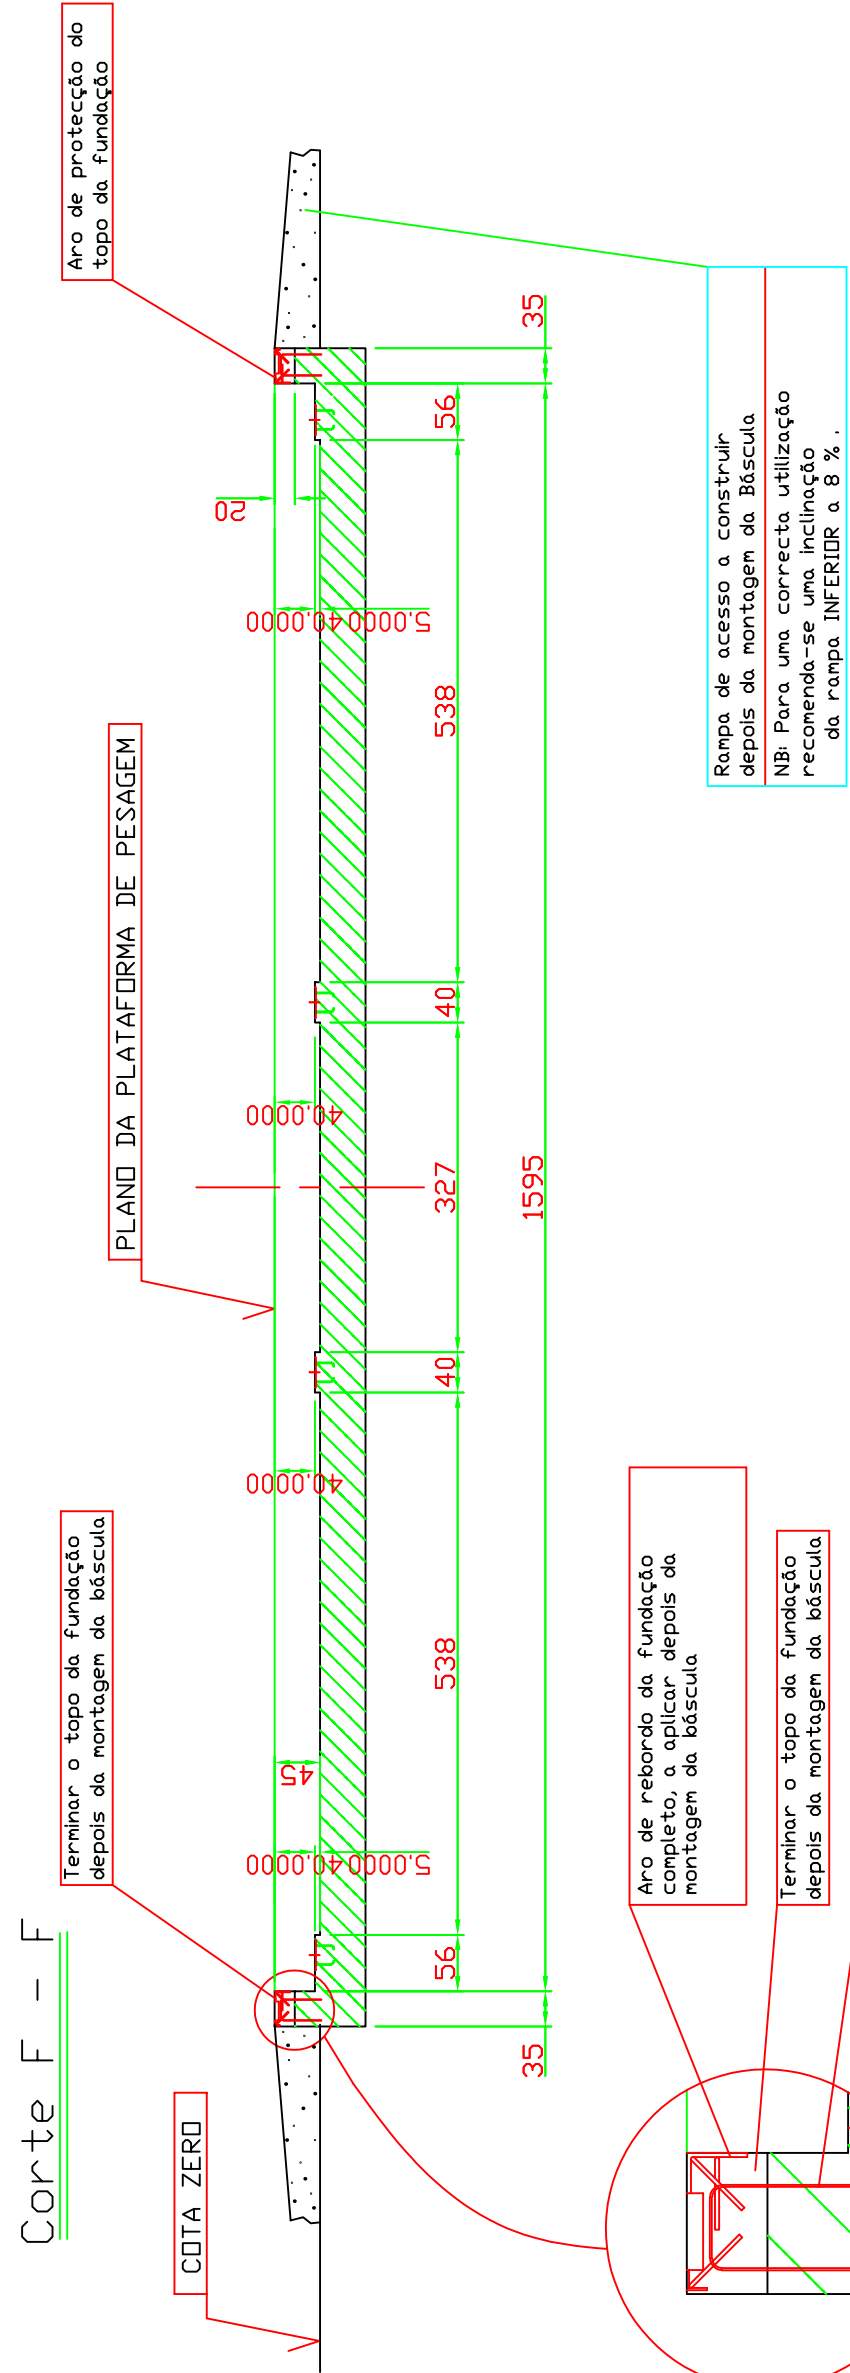 Corte F - F
COTA ZERO
Terminar o topo da fundação
depois da montagem da báscula
PLANO DA PLATAFORMA DE PESAGEM
Aro de protecção do
topo da fundação
20
45
5.0000
40.0000
40.0000
40.0000
5.0000
40.0000
56
538
40
327
40
538
56
35
1595
35
Aro de rebordo da fundação
completo, a aplicar depois da
montagem da báscula
Terminar o topo da fundação
depois da montagem da báscula
Rampa de acesso a construir
depois da montagem da Báscula
NB: Para uma correcta utilização
recomenda-se uma inclinação
da rampa INFERIOR a 8 % .